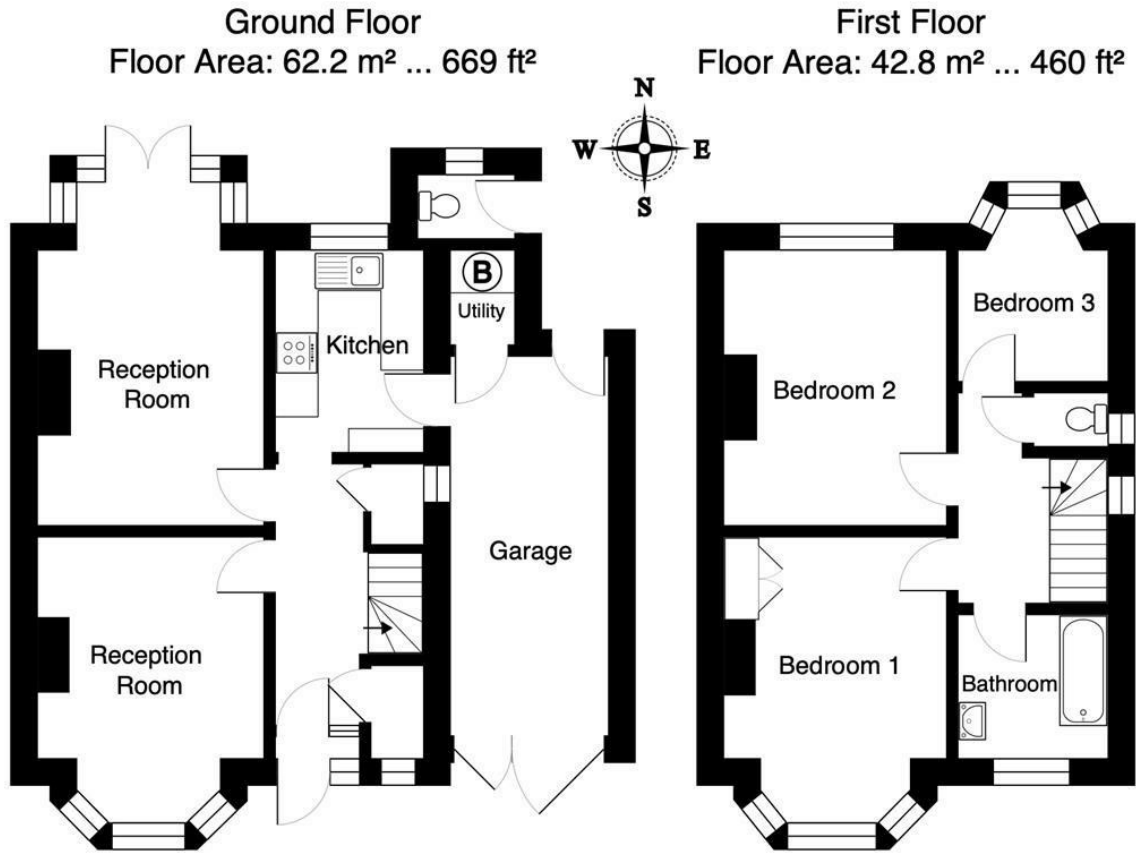 Ground Floor
Floor Area: 62.2 m² ... 669 ft²
First Floor
Floor Area: 42.8 m² ... 460 ft²
N
W
E
S
B
Utility
Kitchen
Reception
Room
Garage
Reception
Room
Bedroom 3
Bedroom 2
Bedroom 1
Bathroom